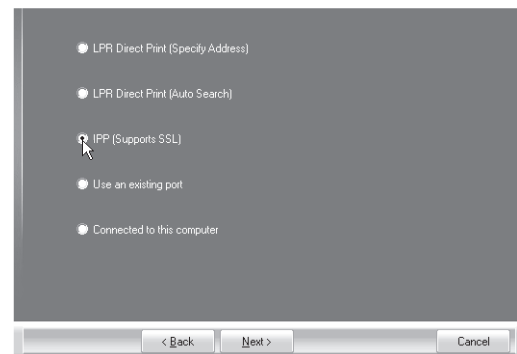 LPR Direct Print (Specify Address)
LPR Direct Print (Auto Search)
IPP (Supports SSL)
Use an existing port
Connected to this computer
< Back Next > Cancel